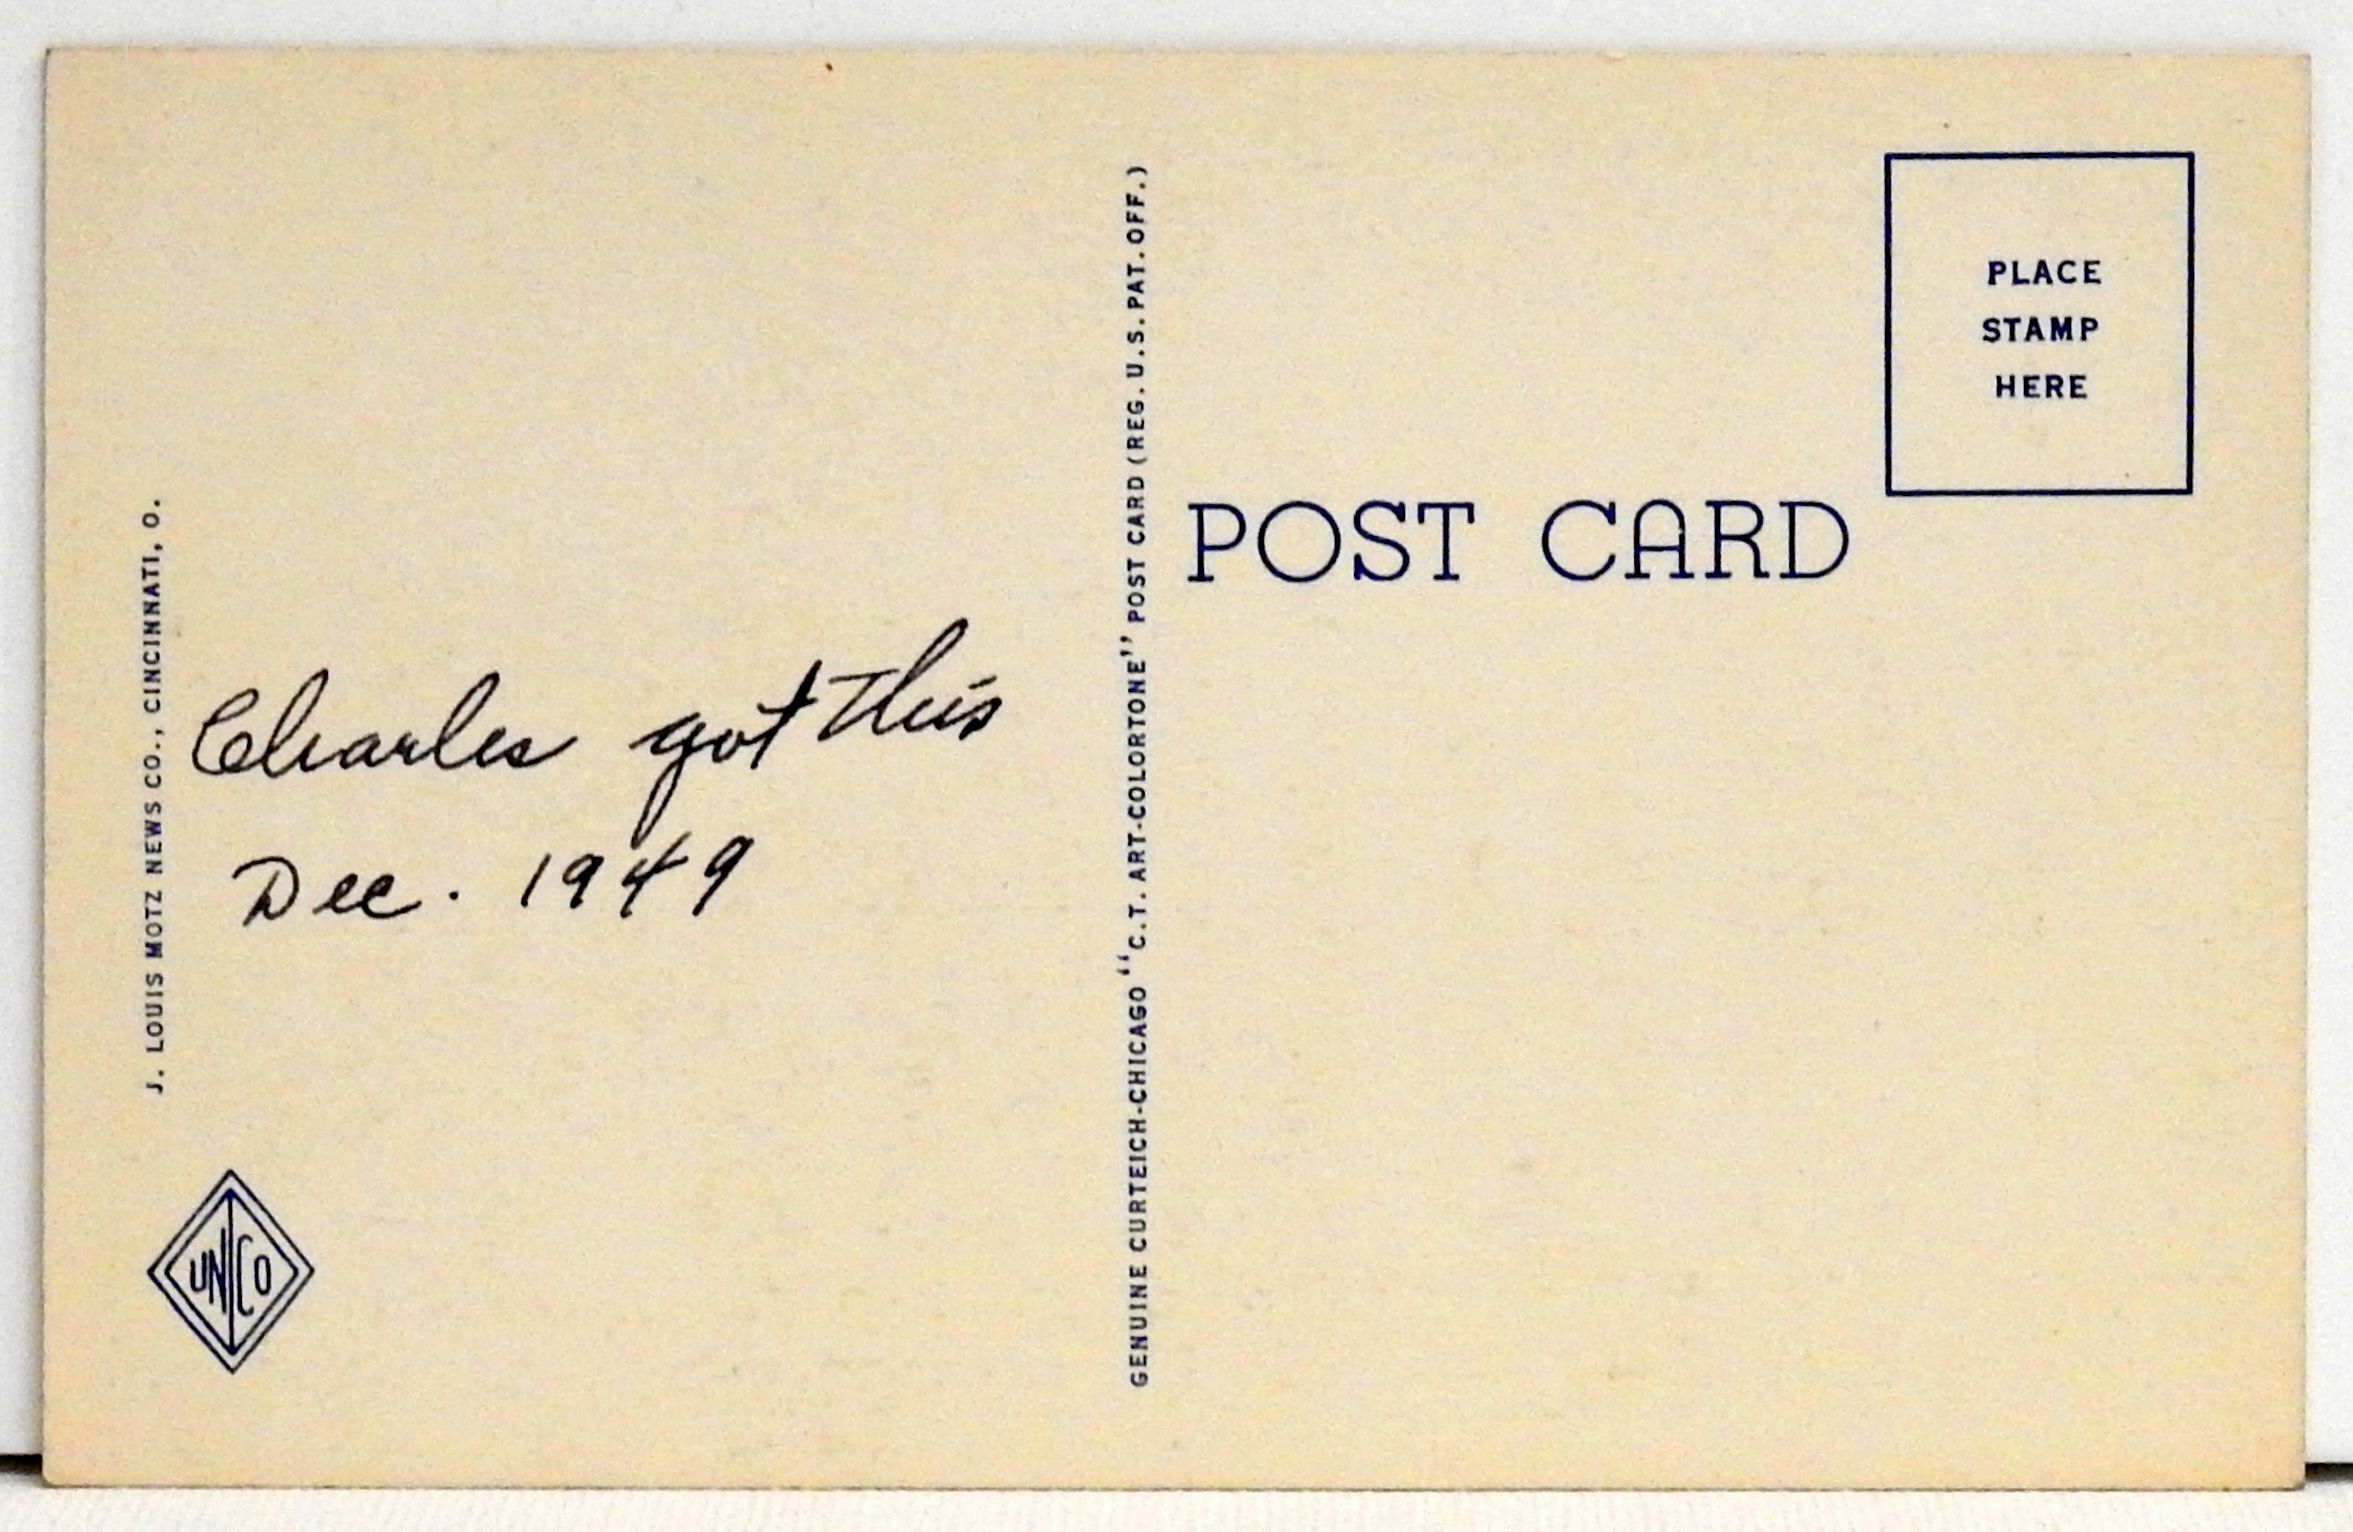 J. LOUIS MOTZ NEWS CO., CINCINNATI, O.
Charles got this
Dec. 1949
UNICO
GENUINE CURTEICH-CHICAGO "C.T. ART-COLORTONE" POST CARD (REG. U.S. PAT. OFF.)
PLACE
STAMP
HERE
POST CARD